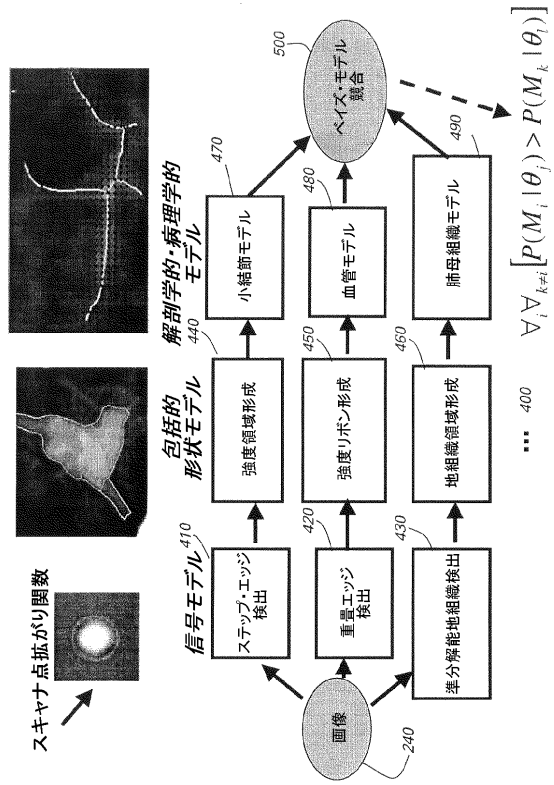 スキャナ点拡がり関数
信号モデル
包括的
形状モデル
解剖学的・病理学的
モデル
画像
240
410
ステップ・エッジ
検出
440
強度領域形成
470
小結節モデル
420
重畳エッジ
検出
450
強度リボン形成
480
血管モデル
430
準分解能地組織検出
460
地組織領域形成
490
肺母組織モデル
500
ベイズ・モデル
競合
... 400
∀i ∀k≠i [P(M_i | θ_j) > P(M_k | θ_l)]